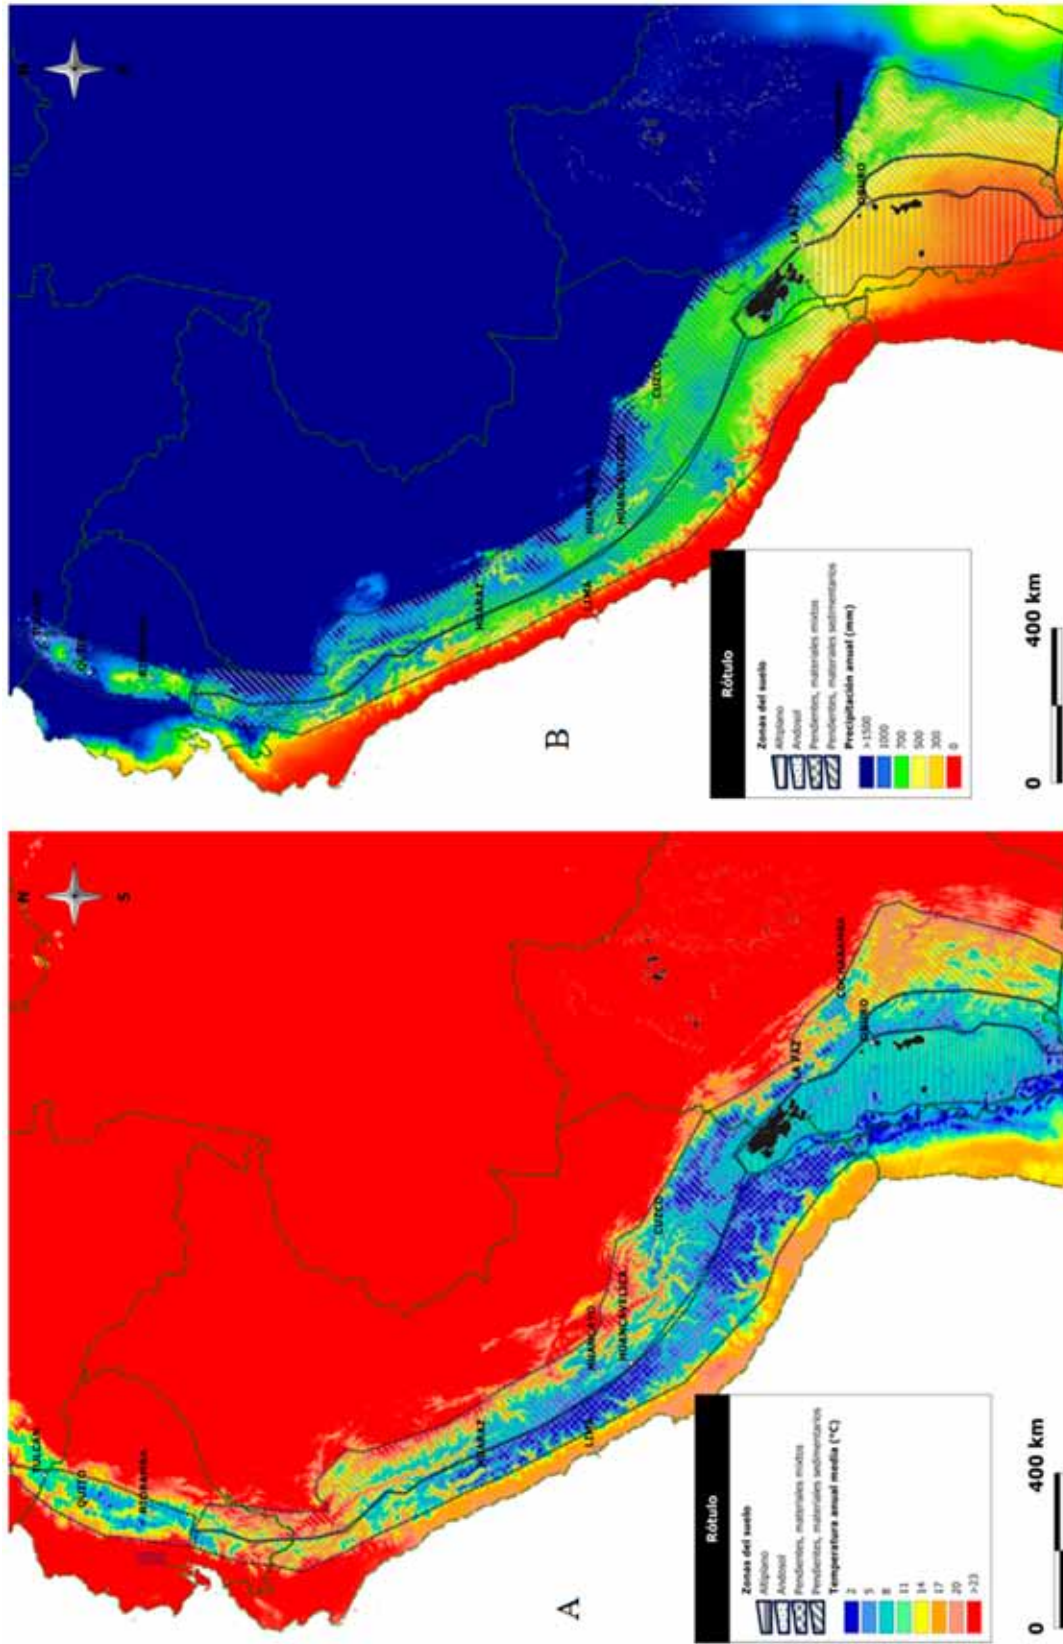 N
S
TULCÁN
QUITO
RIOBAMBA
HUARAZ
LIMA
HUANCAYO
HUANCAVELICA
CUZCO
LA PAZ
ORURO
COCHABAMBA
A
Rótulo
Zonas del suelo
Altiplano
Andosol
Pendientes, materiales mixtos
Pendientes, materiales sedimentarios
Temperatura anual media (°C)
2
5
8
11
14
17
20
>23
0
400 km
QUITO
HUARAZ
LIMA
HUANCAVELICA
CUZCO
LA PAZ
ORURO
B
Rótulo
Zonas del suelo
Altiplano
Andosol
Pendientes, materiales mixtos
Pendientes, materiales sedimentarios
Precipitación anual (mm)
>1500
1000
700
500
300
0
0
400 km